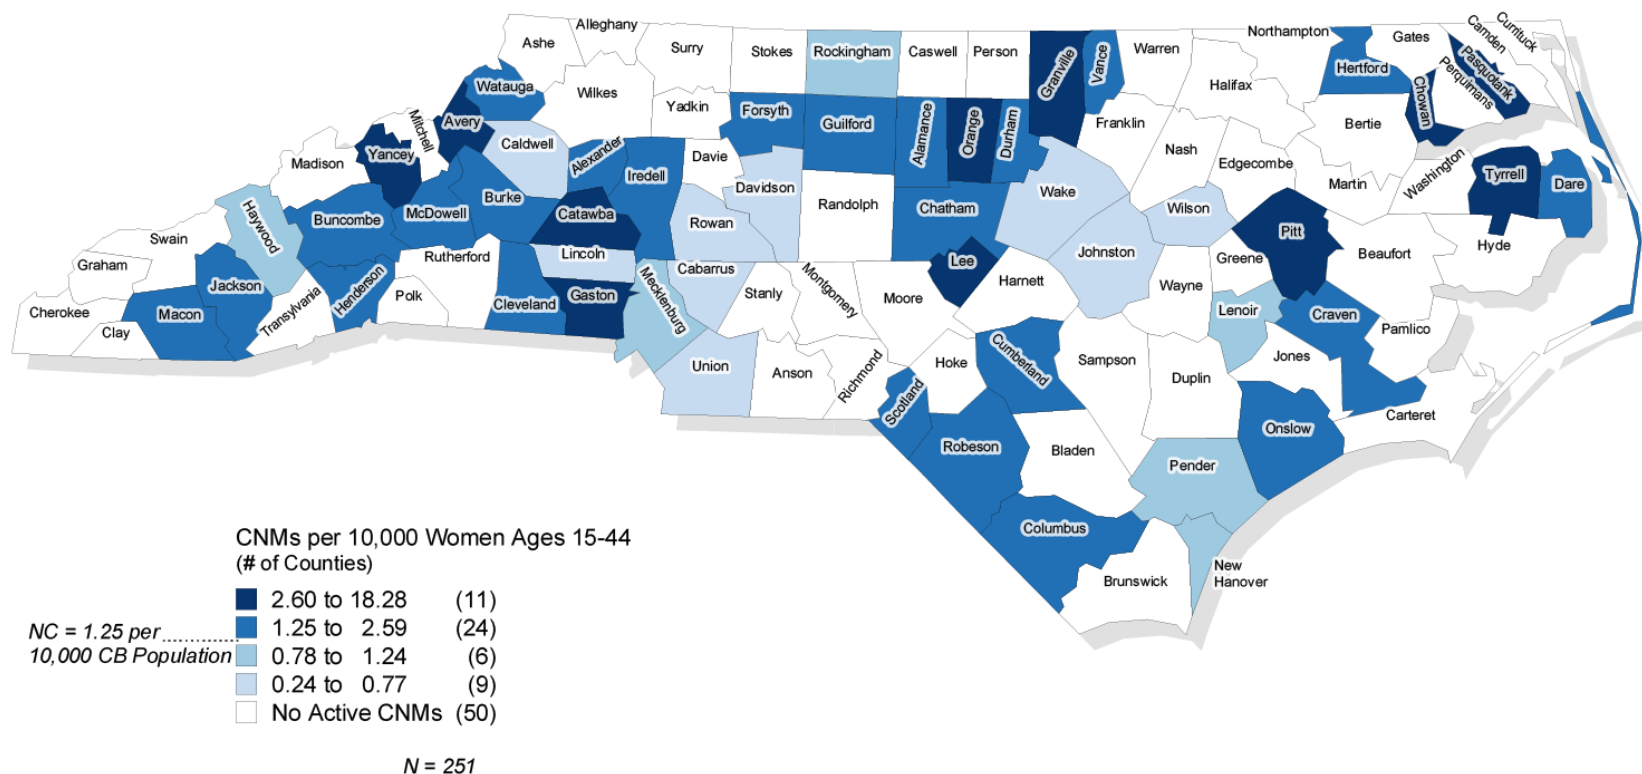 Alleghany
Ashe
Surry
Stokes
Rockingham
Caswell
Person
Granville
Vance
Warren
Northampton
Gates
Camden
Currituck
Hertford
Pasquotank
Perquimans
Chowan
Halifax
Watauga
Wilkes
Yadkin
Forsyth
Guilford
Alamance
Orange
Durham
Franklin
Bertie
Avery
Mitchell
Yancey
Madison
Caldwell
Alexander
Iredell
Davie
Davidson
Randolph
Chatham
Wake
Nash
Edgecombe
Martin
Washington
Tyrrell
Dare
Haywood
Buncombe
McDowell
Burke
Catawba
Rowan
Wilson
Pitt
Beaufort
Hyde
Swain
Graham
Cherokee
Clay
Macon
Jackson
Transylvania
Henderson
Polk
Rutherford
Cleveland
Lincoln
Gaston
Mecklenburg
Cabarrus
Stanly
Montgomery
Moore
Lee
Harnett
Johnston
Wayne
Greene
Lenoir
Craven
Pamlico
Jones
Carteret
Union
Anson
Richmond
Scotland
Hoke
Cumberland
Sampson
Duplin
Onslow
Robeson
Bladen
Pender
Columbus
Brunswick
New
Hanover
CNMs per 10,000 Women Ages 15-44
(# of Counties)
2.60 to 18.28 (11)
1.25 to 2.59 (24)
0.78 to 1.24 (6)
0.24 to 0.77 (9)
No Active CNMs (50)
NC = 1.25 per
10,000 CB Population
N = 251